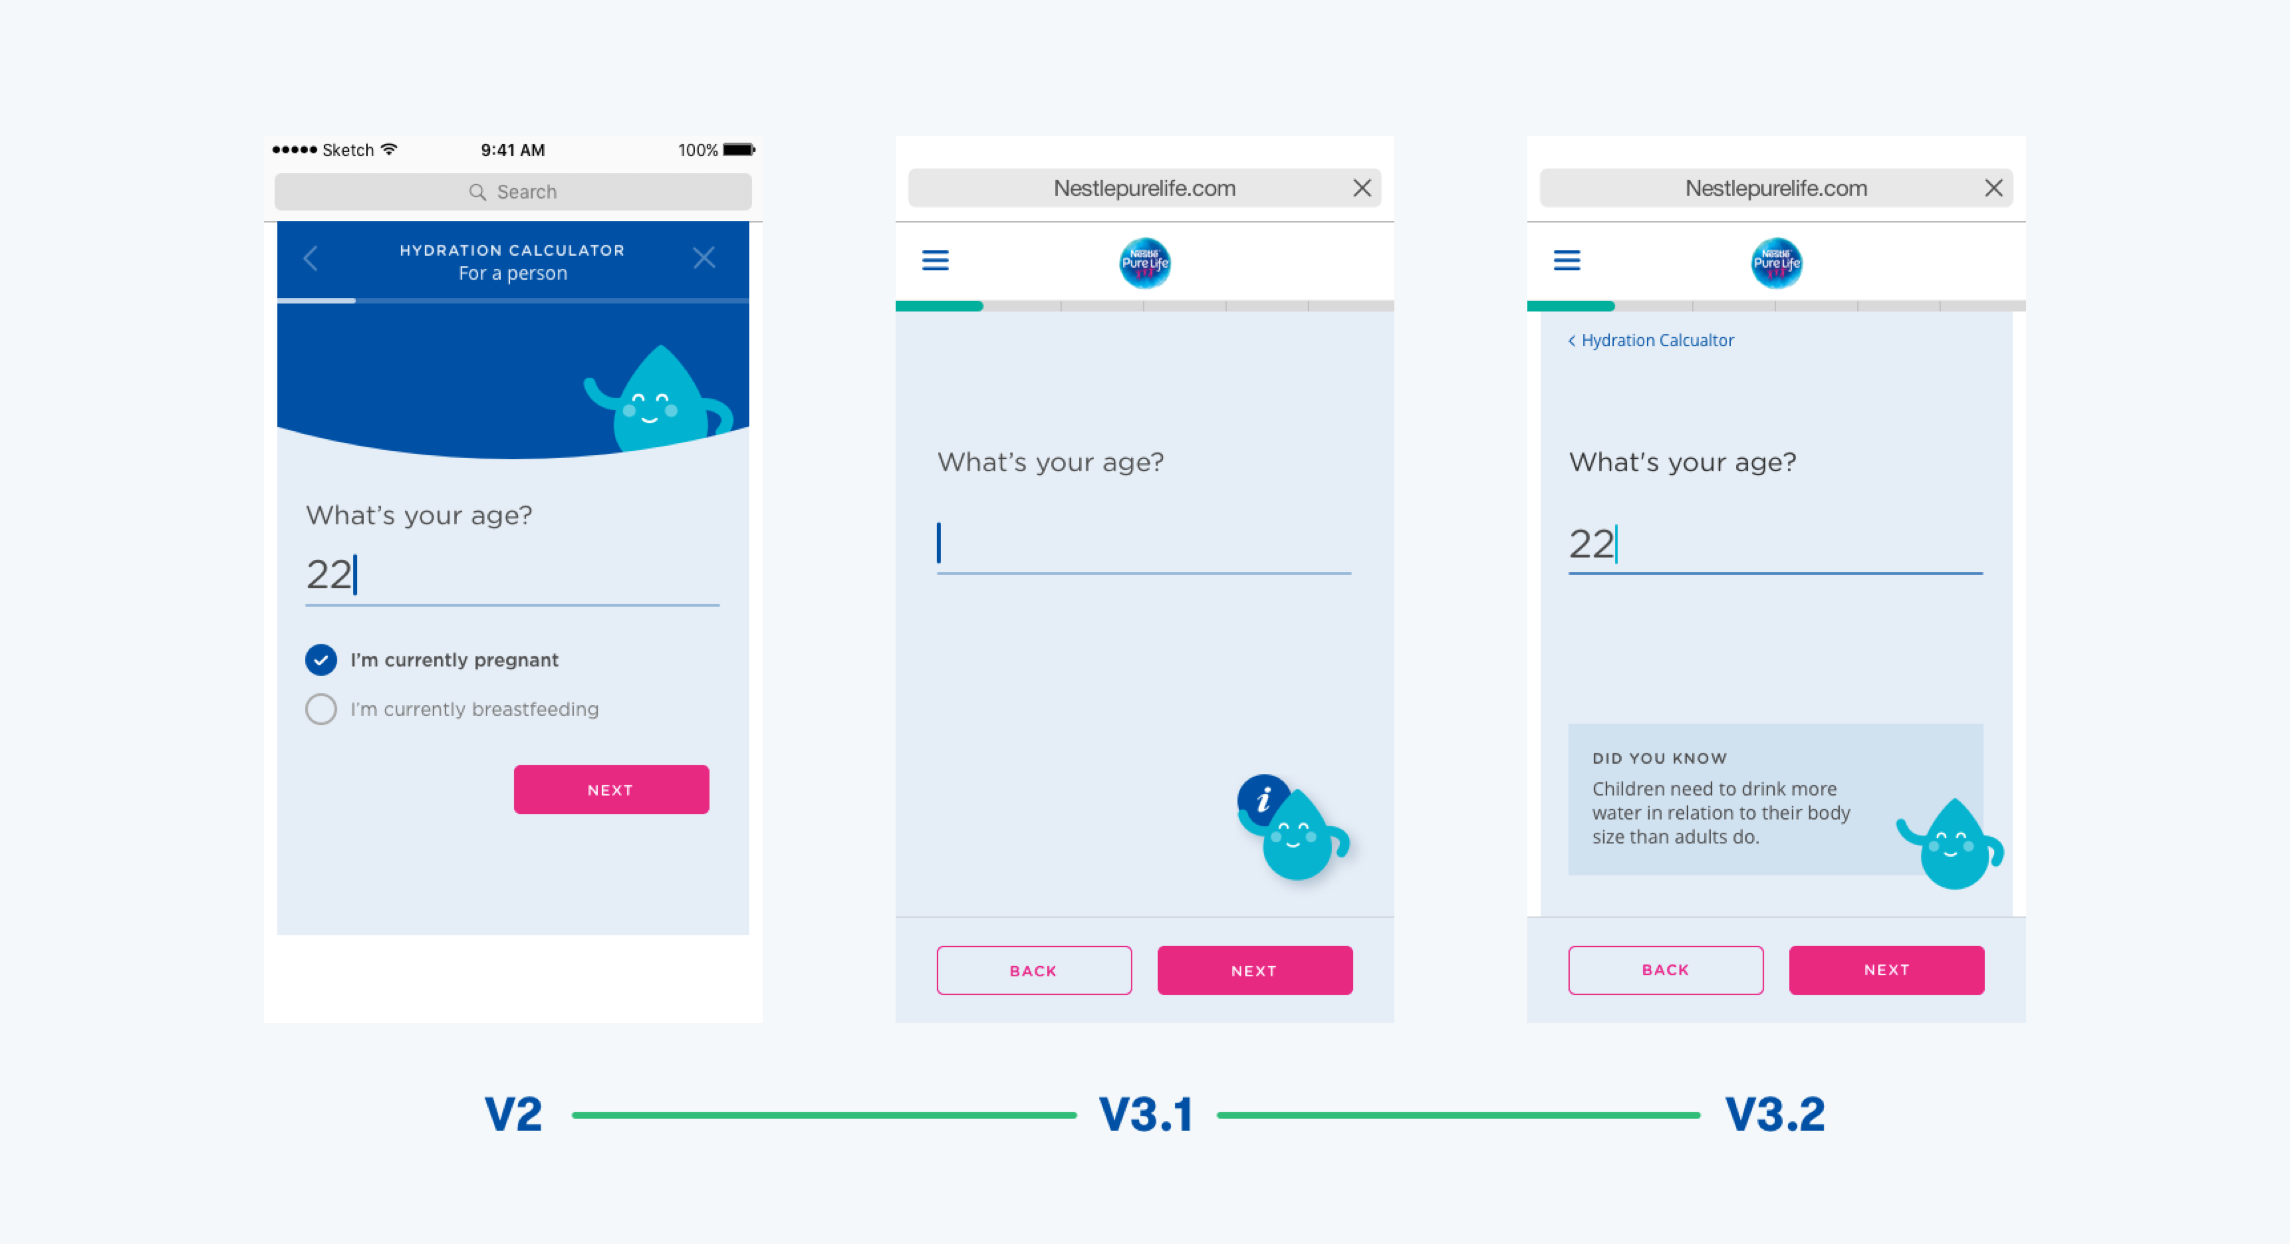 Sketch 9:41 AM 100%
Search
HYDRATION CALCULATOR
For a person
What's your age?
22
I'm currently pregnant
I'm currently breastfeeding
NEXT
V2
Nestlepurelife.com
Nestlé
Pure Life
What's your age?
i
BACK NEXT
V3.1
Nestlepurelife.com
Nestlé
Pure Life
< Hydration Calcualtor
What's your age?
22
DID YOU KNOW
Children need to drink more
water in relation to their body
size than adults do.
BACK NEXT
V3.2